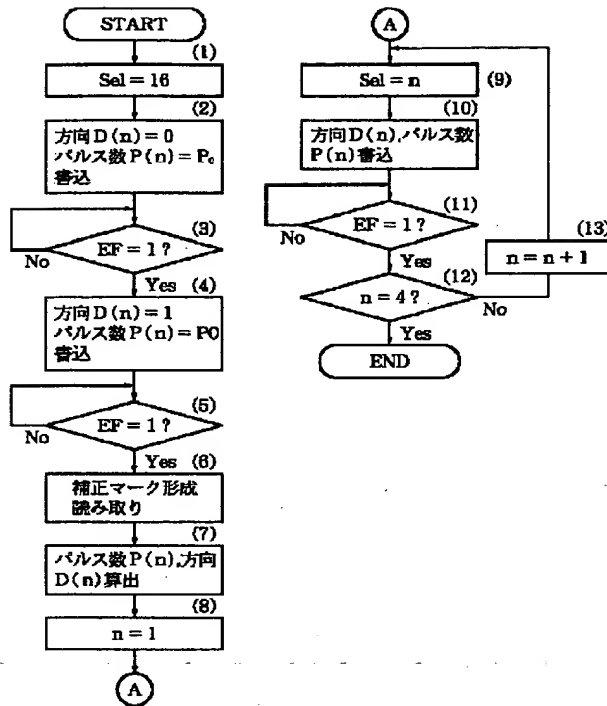 START
(1)
Sel = 16
(2)
方向D(n) = 0
パルス数P(n) = Pc
書込
(3)
EF = 1?
No
Yes
(4)
方向D(n) = 1
パルス数P(n) = P0
書込
(5)
EF = 1?
No
Yes
(6)
補正マーク形成
読み取り
(7)
パルス数P(n),方向
D(n)算出
(8)
n = 1
A
A
Sel = n
(9)
(10)
方向D(n),パルス数
P(n)書込
(11)
EF = 1?
No
Yes
(12)
n = 4?
No
(13)
n = n + 1
Yes
END